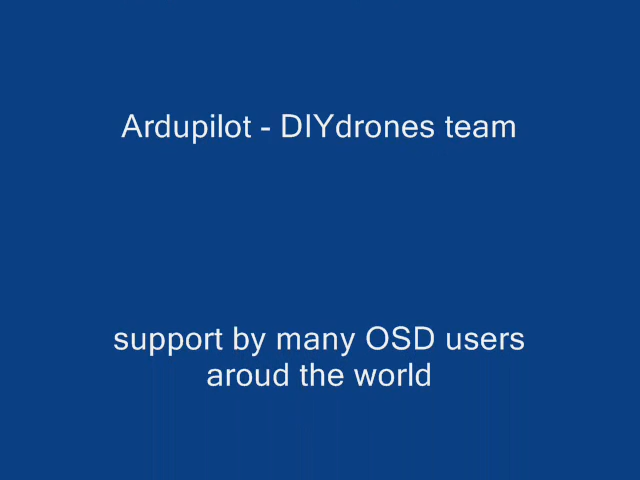 Ardupilot - DIYdrones team
support by many OSD users
aroud the world